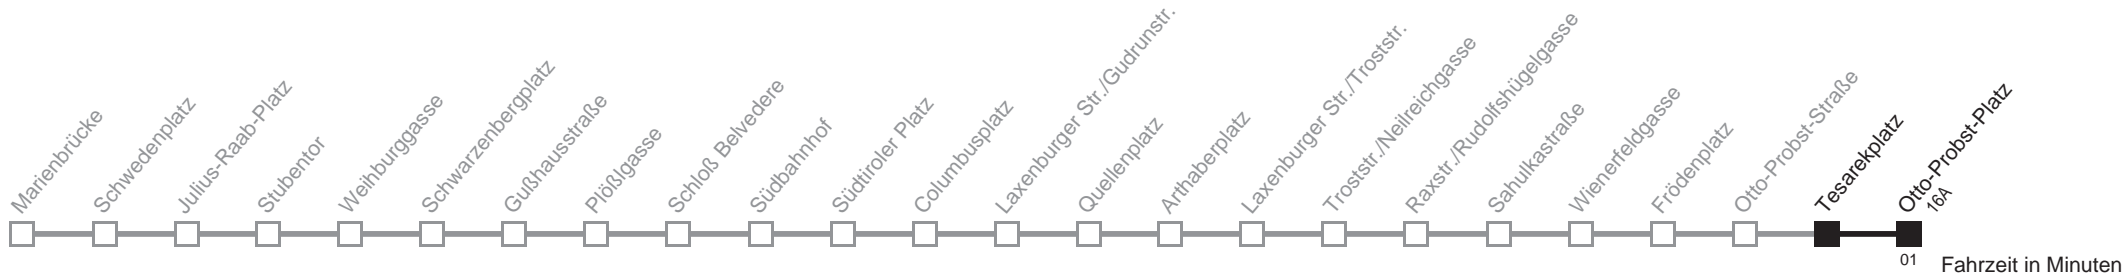 Marienbrücke
Schwedenplatz
Julius-Raab-Platz
Stubentor
Weihburggasse
Schwarzenbergplatz
Gußhausstraße
Plößlgasse
Schloß Belvedere
Südbahnhof
Südtiroler Platz
Columbusplatz
Laxenburger Str./Gudrunstr.
Quellenplatz
Arthaberplatz
Laxenburger Str./Troststr.
Troststr./Neilreichgasse
Raxstr./Rudolfshügelgasse
Sahulkastraße
Wienerfeldgasse
Frödenplatz
Otto-Probst-Straße
Tesarekplatz
Otto-Probst-Platz
16A
01
Fahrzeit in Minuten